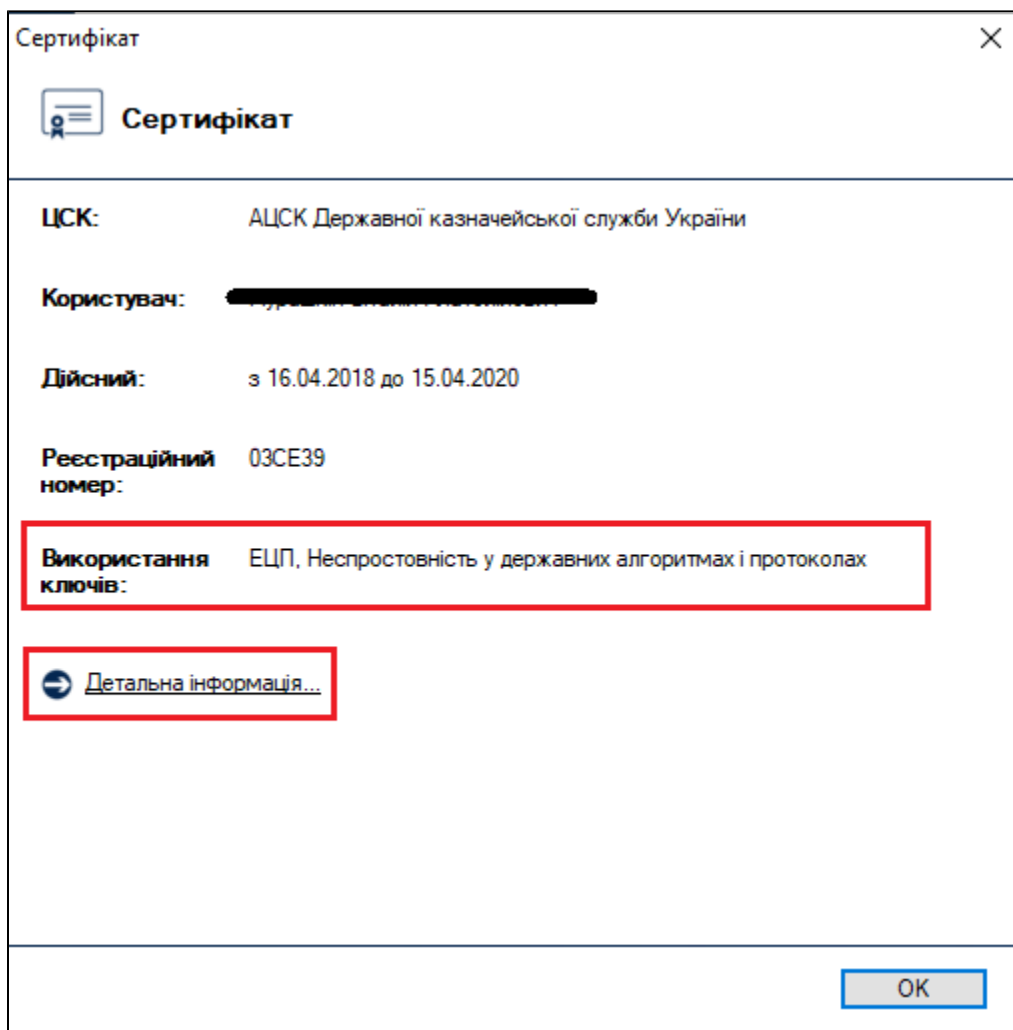 Сертифікат
Сертифікат
ЦСК: АЦСК Державної казначейської служби України
Користувач:
Дійсний: з 16.04.2018 до 15.04.2020
Реєстраційний 03CE39
номер:
Використання ЕЦП, Неспростовність у державних алгоритмах і протоколах
ключів:
Детальна інформація...
OK